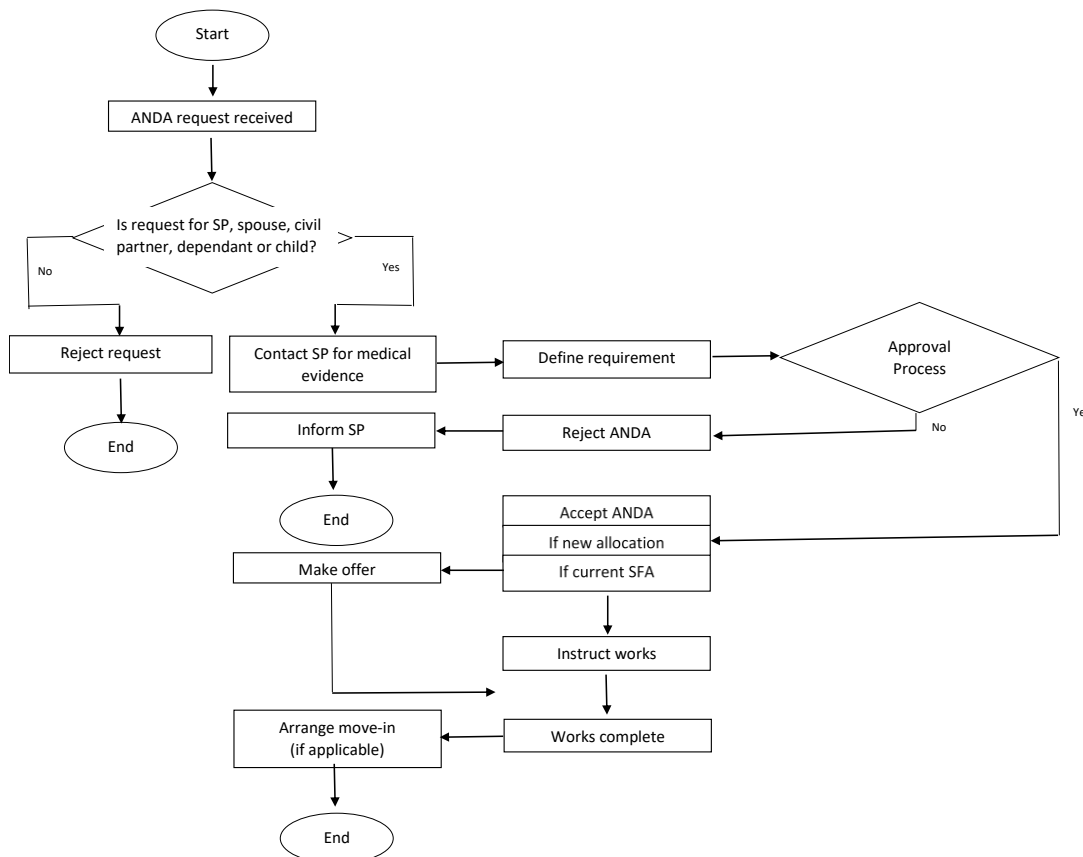 Start
ANDA request received
Is request for SP, spouse, civil
partner, dependant or child?
No
Yes
Reject request
End
Contact SP for medical
evidence
Define requirement
Approval
Process
No
Ye
Reject ANDA
Inform SP
End
Accept ANDA
If new allocation
If current SFA
Make offer
Instruct works
Works complete
Arrange move-in
(if applicable)
End